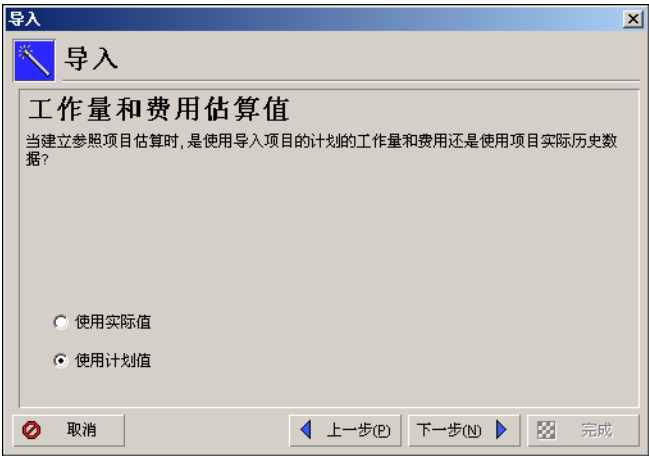 导入
导入
工作量和费用估算值
当建立参照项目估算时,是使用导入项目的计划的工作量和费用还是使用项目实际历史数
据?
使用实际值
使用计划值
取消
上一步(P)
下一步(N)
完成